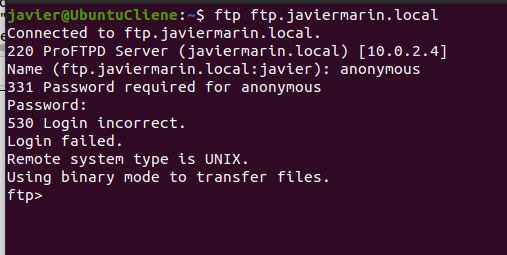 javier@UbuntuCliene:~$ ftp ftp.javiermarin.local
Connected to ftp.javiermarin.local.
220 ProFTPD Server (javiermarin.local) [10.0.2.4]
Name (ftp.javiermarin.local:javier): anonymous
331 Password required for anonymous
Password:
530 Login incorrect.
Login failed.
Remote system type is UNIX.
Using binary mode to transfer files.
ftp>